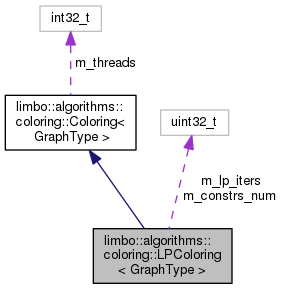 int32_t
m_threads
limbo::algorithms::
coloring::Coloring<
GraphType >
uint32_t
m_lp_iters
m_constrs_num
limbo::algorithms::
coloring::LPColoring
< GraphType >